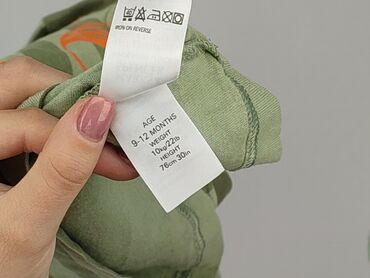 IRON ON REVERSE
AGE
9-12 MONTHS
WEIGHT
10kg/22lb
HEIGHT
76cm 30in